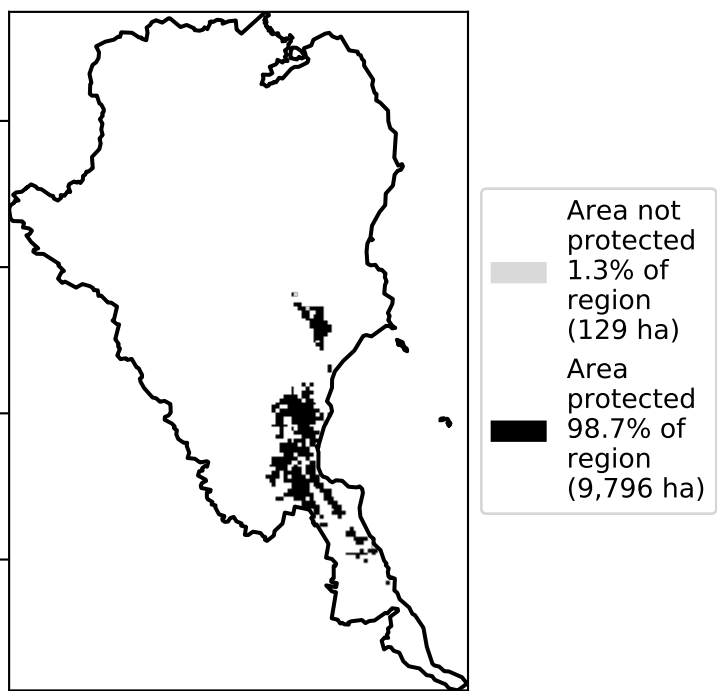 Area not
protected
1.3% of
region
(129 ha)
Area
protected
98.7% of
region
(9,796 ha)